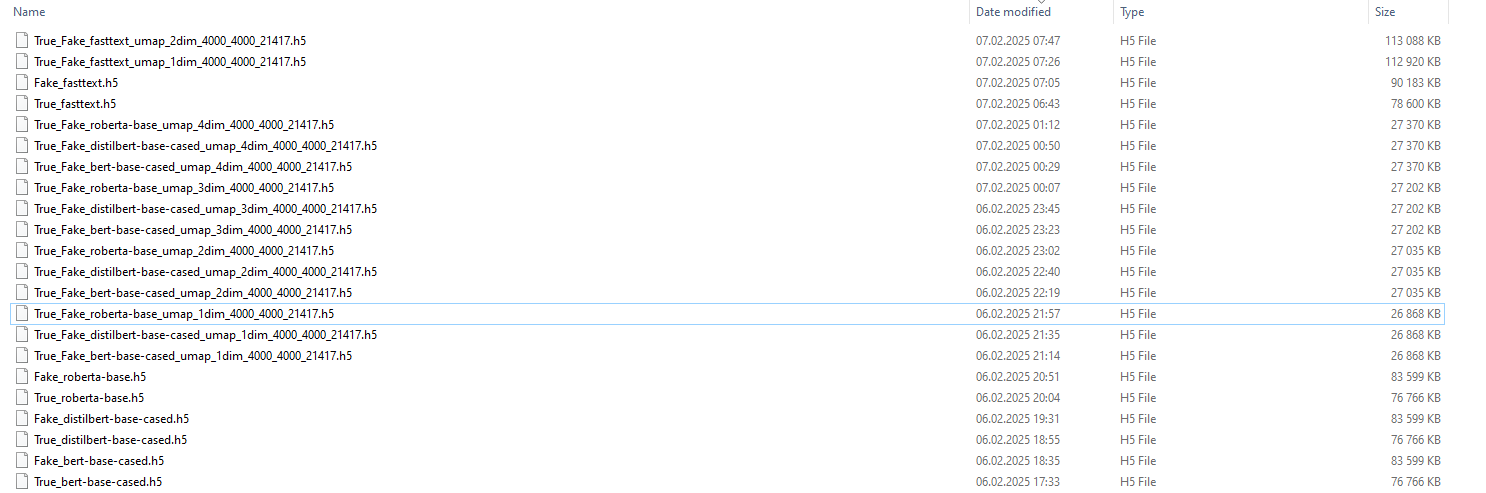 Name Date modified Type Size
True_Fake_fasttext_umap_2dim_4000_4000_21417.h5 07.02.2025 07:47 H5 File 113 088 KB
True_Fake_fasttext_umap_1dim_4000_4000_21417.h5 07.02.2025 07:26 H5 File 112 920 KB
Fake_fasttext.h5 07.02.2025 07:05 H5 File 90 183 KB
True_fasttext.h5 07.02.2025 06:43 H5 File 78 600 KB
True_Fake_roberta-base_umap_4dim_4000_4000_21417.h5 07.02.2025 01:12 H5 File 27 370 KB
True_Fake_distilbert-base-cased_umap_4dim_4000_4000_21417.h5 07.02.2025 00:50 H5 File 27 370 KB
True_Fake_bert-base-cased_umap_4dim_4000_4000_21417.h5 07.02.2025 00:29 H5 File 27 370 KB
True_Fake_roberta-base_umap_3dim_4000_4000_21417.h5 07.02.2025 00:07 H5 File 27 202 KB
True_Fake_distilbert-base-cased_umap_3dim_4000_4000_21417.h5 06.02.2025 23:45 H5 File 27 202 KB
True_Fake_bert-base-cased_umap_3dim_4000_4000_21417.h5 06.02.2025 23:23 H5 File 27 202 KB
True_Fake_roberta-base_umap_2dim_4000_4000_21417.h5 06.02.2025 23:02 H5 File 27 035 KB
True_Fake_distilbert-base-cased_umap_2dim_4000_4000_21417.h5 06.02.2025 22:40 H5 File 27 035 KB
True_Fake_bert-base-cased_umap_2dim_4000_4000_21417.h5 06.02.2025 22:19 H5 File 27 035 KB
True_Fake_roberta-base_umap_1dim_4000_4000_21417.h5 06.02.2025 21:57 H5 File 26 868 KB
True_Fake_distilbert-base-cased_umap_1dim_4000_4000_21417.h5 06.02.2025 21:35 H5 File 26 868 KB
True_Fake_bert-base-cased_umap_1dim_4000_4000_21417.h5 06.02.2025 21:14 H5 File 26 868 KB
Fake_roberta-base.h5 06.02.2025 20:51 H5 File 83 599 KB
True_roberta-base.h5 06.02.2025 20:04 H5 File 76 766 KB
Fake_distilbert-base-cased.h5 06.02.2025 19:31 H5 File 83 599 KB
True_distilbert-base-cased.h5 06.02.2025 18:55 H5 File 76 766 KB
Fake_bert-base-cased.h5 06.02.2025 18:35 H5 File 83 599 KB
True_bert-base-cased.h5 06.02.2025 17:33 H5 File 76 766 KB